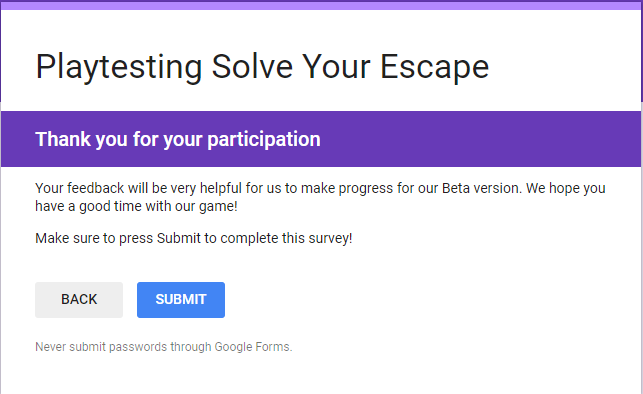 Playtesting Solve Your Escape
Thank you for your participation
Your feedback will be very helpful for us to make progress for our Beta version. We hope you
have a good time with our game!
Make sure to press Submit to complete this survey!
BACK
SUBMIT
Never submit passwords through Google Forms.